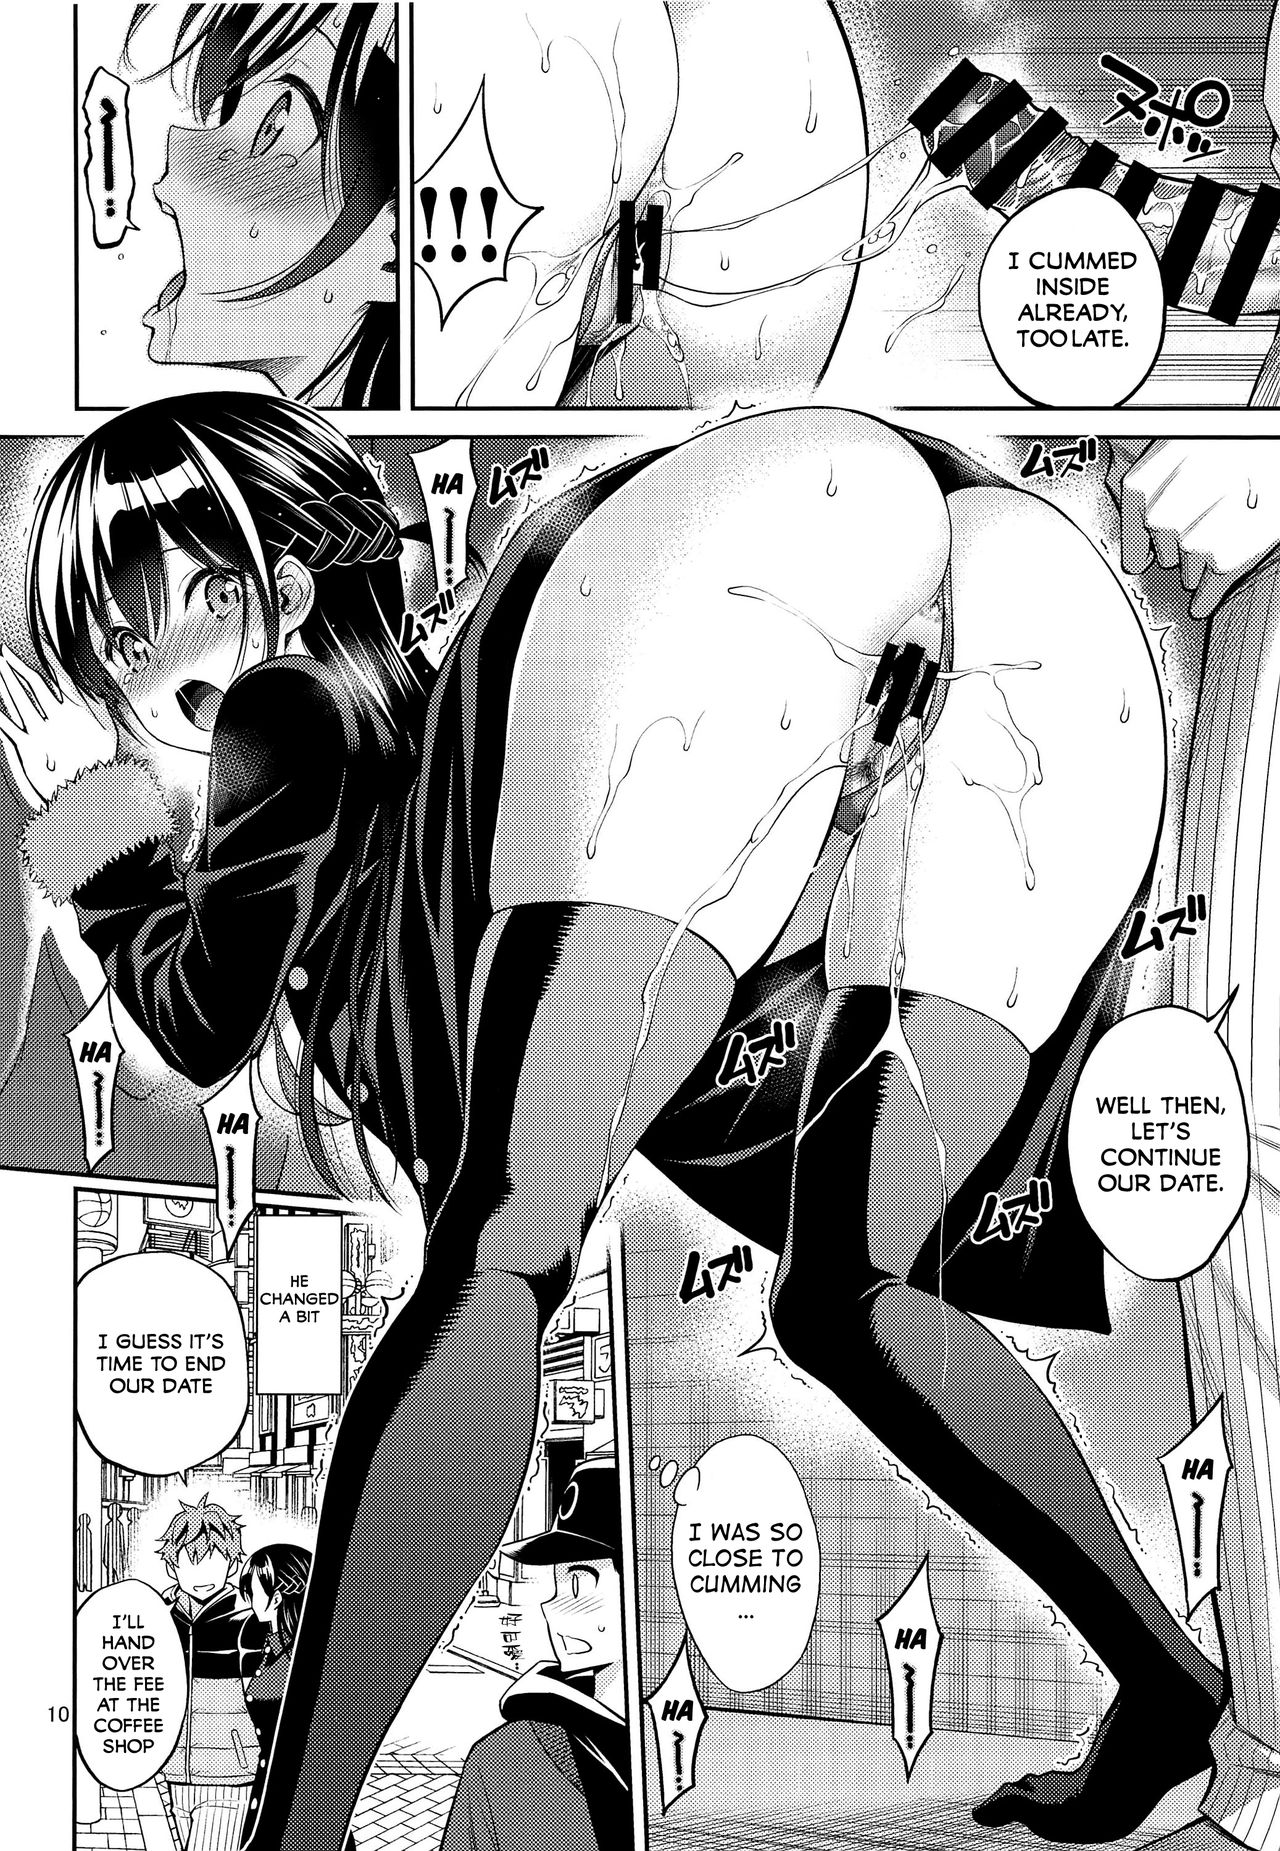 !!!
ヌポッ
I CUMMED
INSIDE
ALREADY,
TOO LATE.
HA
ムズ
ムズ
ムズ
ムズ
HA
HA
ムズ
ムズ
ムズ
ムズ
WELL THEN,
LET'S
CONTINUE
OUR DATE.
HE
CHANGED
A BIT
I GUESS IT'S
TIME TO END
OUR DATE
I'LL
HAND
OVER
THE FEE
AT THE
COFFEE
SHOP
I WAS SO
CLOSE TO
CUMMING
...
HA
HA
HA
10